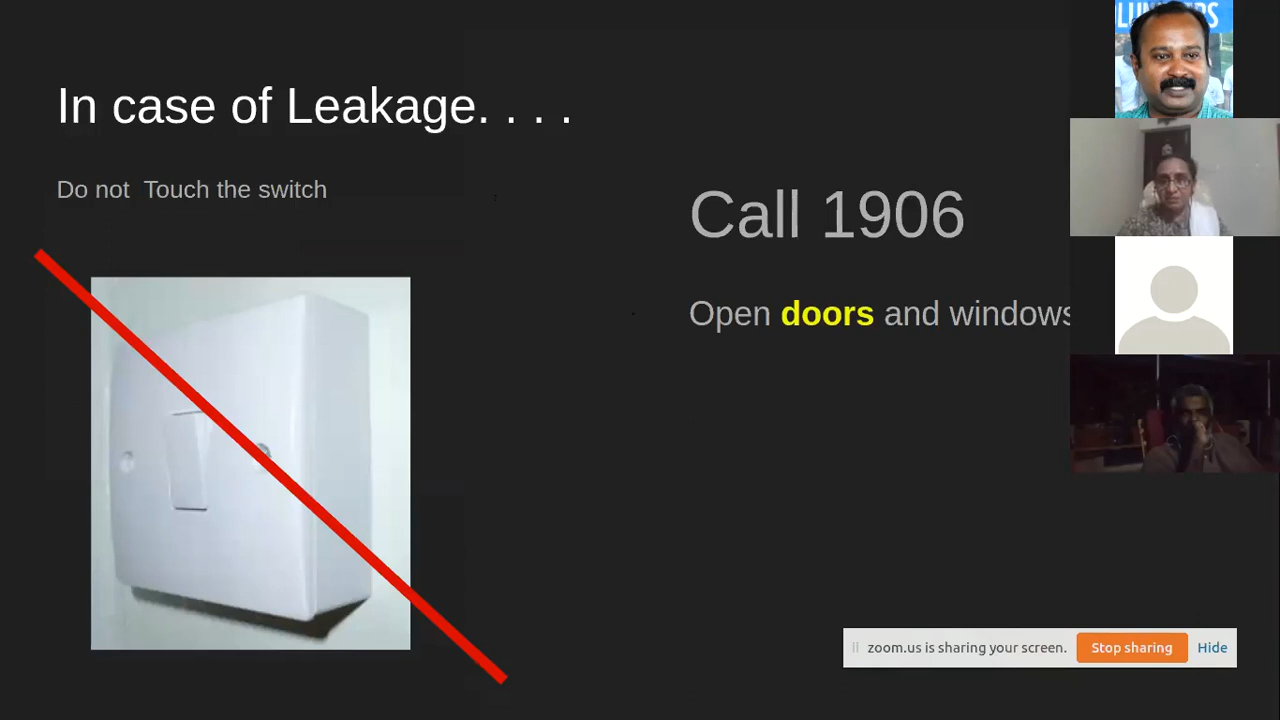 In case of Leakage. . . .
Do not  Touch the switch
Call 1906
Open doors and windows
zoom.us is sharing your screen.
Stop sharing
Hide